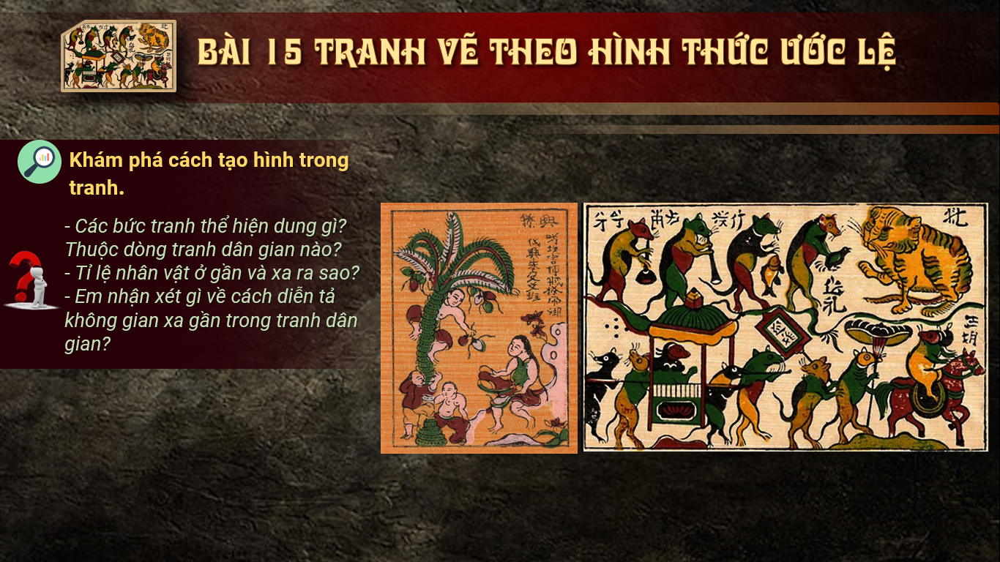 BÀI 15 TRANH VẼ THEO HÌNH THỨC ƯỚC LỆ
Khám phá cách tạo hình trong
tranh.
- Các bức tranh thể hiện dung gì?
Thuộc dòng tranh dân gian nào?
- Tỉ lệ nhân vật ở gần và xa ra sao?
- Em nhận xét gì về cách diễn tả
không gian xa gần trong tranh dân
gian?